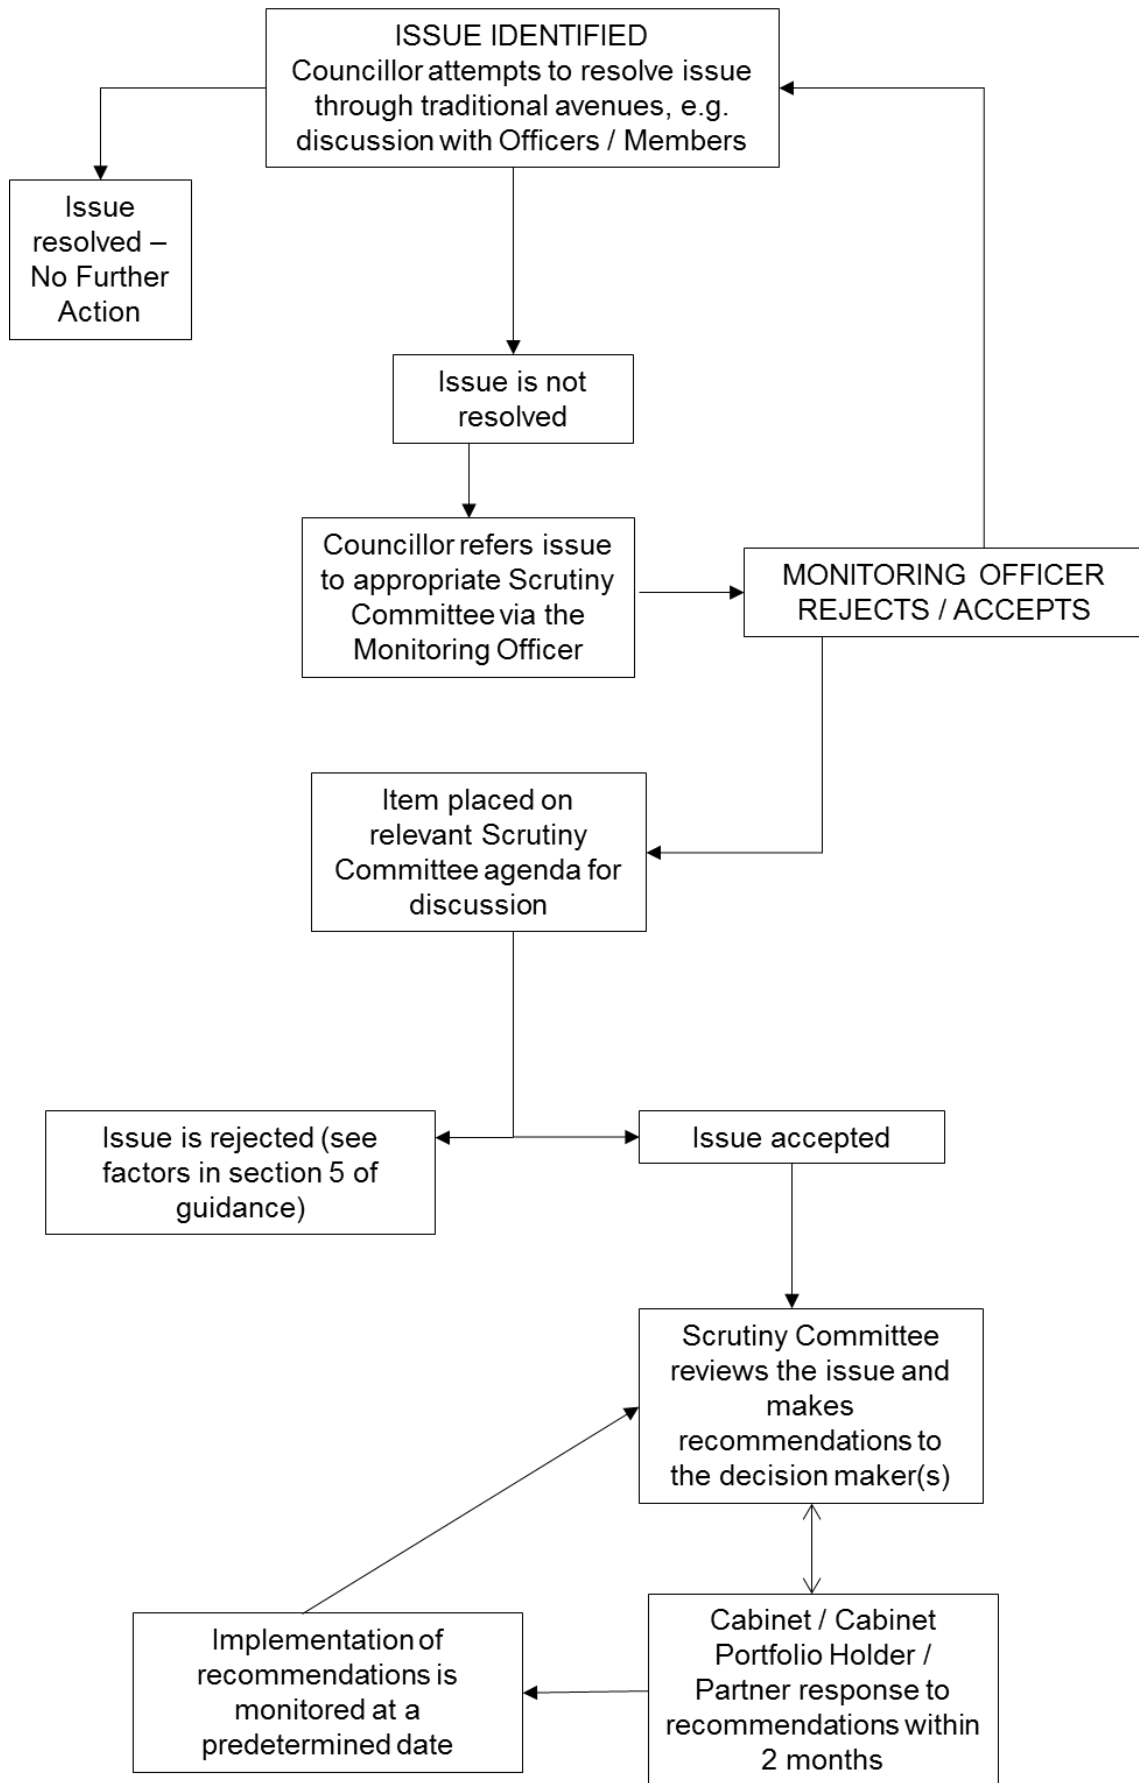 ISSUE IDENTIFIED
Councillor attempts to resolve issue
through traditional avenues, e.g.
discussion with Officers / Members
Issue
resolved –
No Further
Action
Issue is not
resolved
Councillor refers issue
to appropriate Scrutiny
Committee via the
Monitoring Officer
MONITORING OFFICER
REJECTS / ACCEPTS
Item placed on
relevant Scrutiny
Committee agenda for
discussion
Issue is rejected (see
factors in section 5 of
guidance)
Issue accepted
Scrutiny Committee
reviews the issue and
makes
recommendations to
the decision maker(s)
Implementation of
recommendations is
monitored at a
predetermined date
Cabinet / Cabinet
Portfolio Holder /
Partner response to
recommendations within
2 months